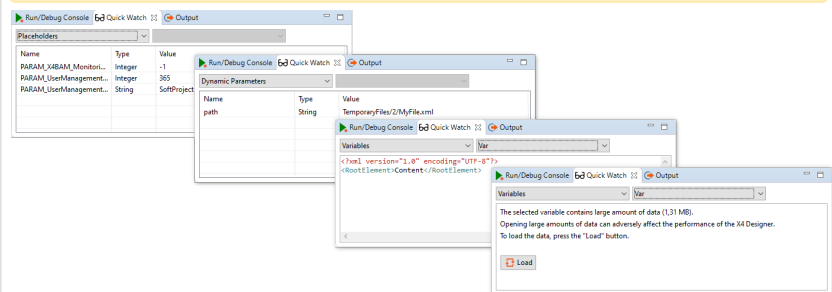 Run/Debug Console Quick Watch Output
Placeholders
Name Type Value
PARAM_X4BAM_Monitori... Integer -1
PARAM_UserManagement... Integer 365
PARAM_UserManagement... String SoftProject
Run/Debug Console Quick Watch Output
Dynamic Parameters
Name Type Value
path String TemporaryFiles/2/MyFile.xml
Run/Debug Console Quick Watch Output
Variables Var
<?xml version="1.0" encoding="UTF-8"?>
<RootElement>Content</RootElement>
Run/Debug Console Quick Watch Output
Variables Var
The selected variable contains large amount of data (1,31 MB).
Opening large amounts of data can adversely affect the performance of the X4 Designer.
To load the data, press the "Load" button.
Load